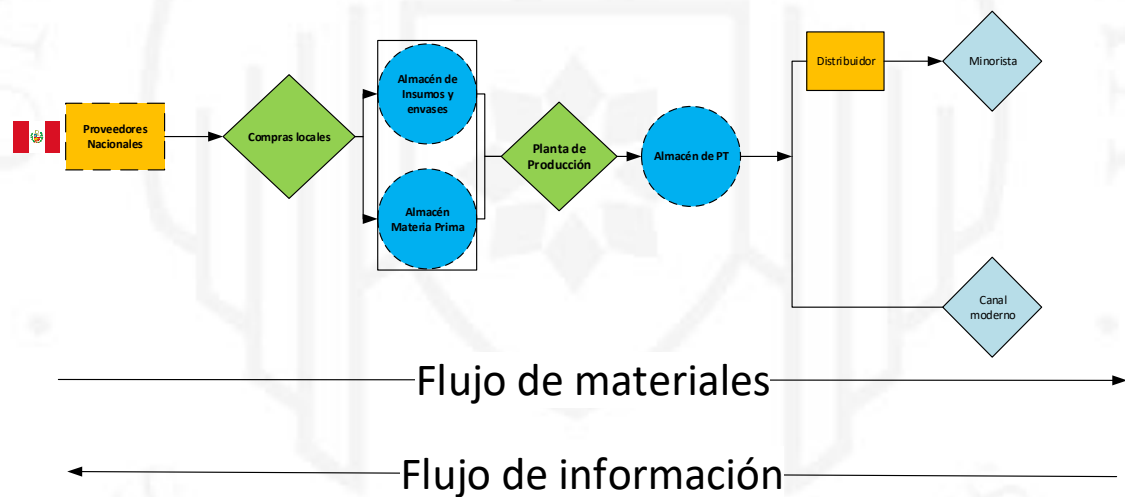 Proveedores
Nacionales
Compras locales
Almacén de
Insumos y
envases
Almacén
Materia Prima
Planta de
Producción
Almacén de PT
Distribuidor
Minorista
Canal
moderno
Flujo de materiales
Flujo de información